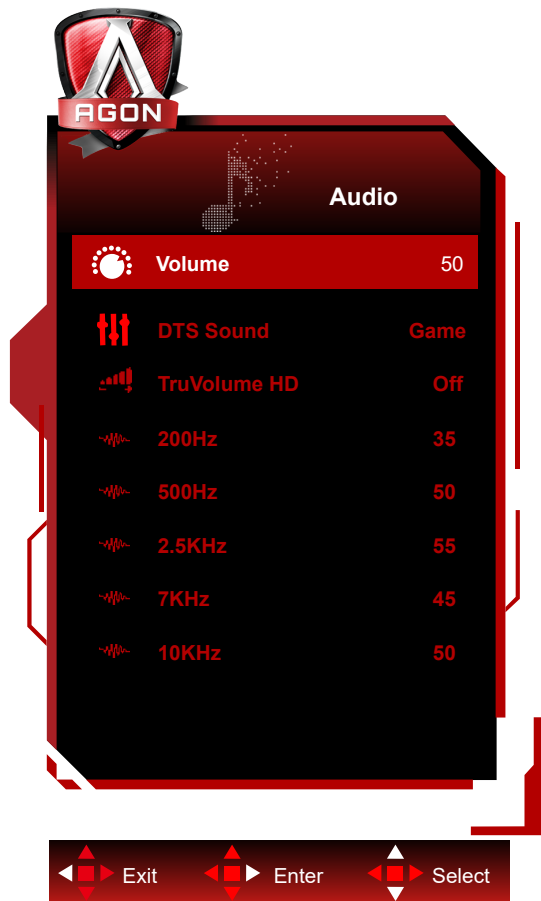 AGON
Audio
Volume 50
DTS Sound Game
TruVolume HD Off
200Hz 35
500Hz 50
2.5KHz 55
7KHz 45
10KHz 50
Exit Enter Select